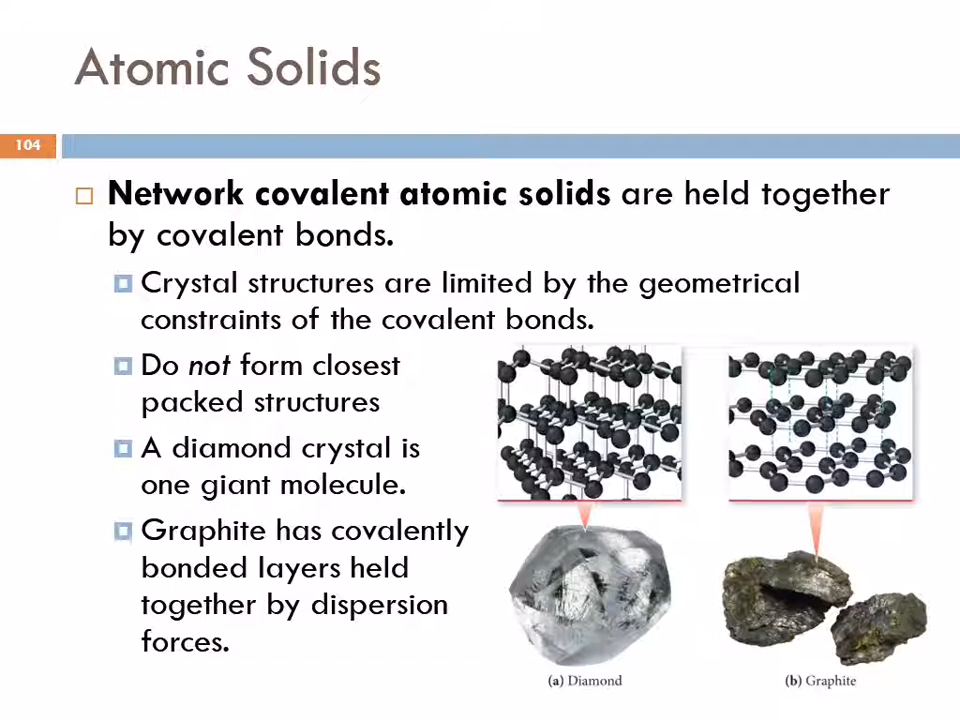 Atomic Solids
104
Network covalent atomic solids are held together
by covalent bonds.
Crystal structures are limited by the geometrical
constraints of the covalent bonds.
Do not form closest
packed structures
A diamond crystal is
one giant molecule.
Graphite has covalently
bonded layers held
together by dispersion
forces.
(a) Diamond
(b) Graphite